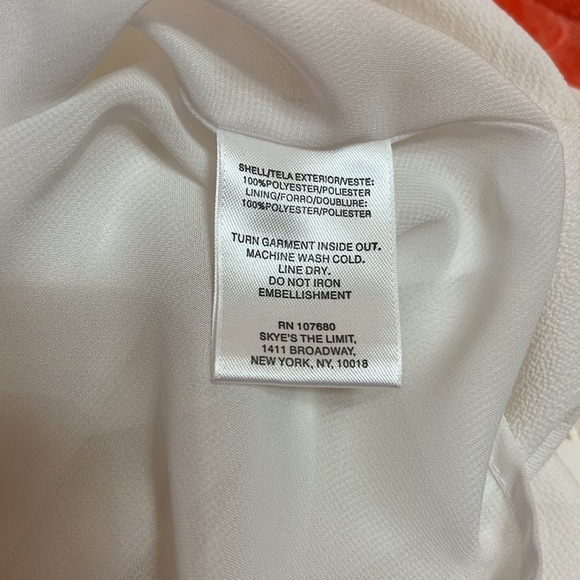 SHELL/TELA EXTERIOR/VESTE:
100%POLYESTER/POLIESTER
LINING/FORRO/DOUBLURE:
100%POLYESTER/POLIESTER
TURN GARMENT INSIDE OUT.
MACHINE WASH COLD.
LINE DRY.
DO NOT IRON
EMBELLISHMENT
RN 107680
SKYE'S THE LIMIT,
1411 BROADWAY,
NEW YORK, NY, 10018